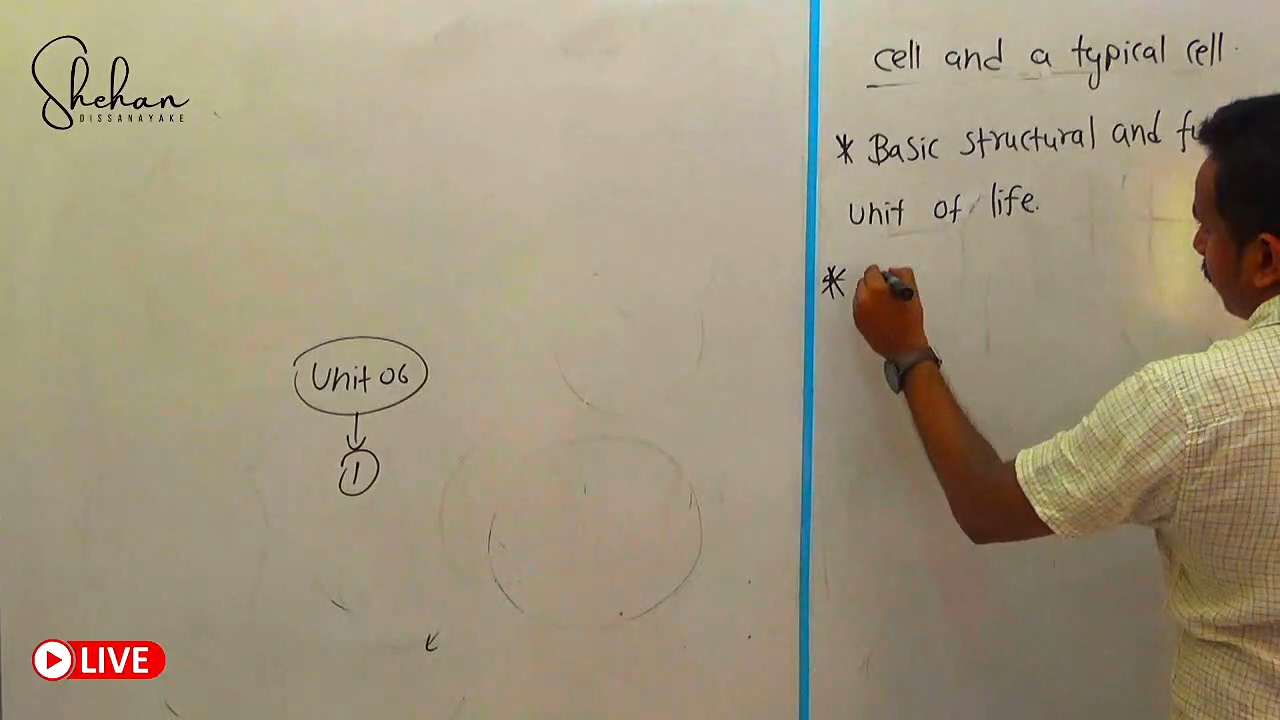 Shehan
DISSANAYAKE
cell and a typical cell.
* Basic structural and
unit of life.
*
Unit 06
1
LIVE